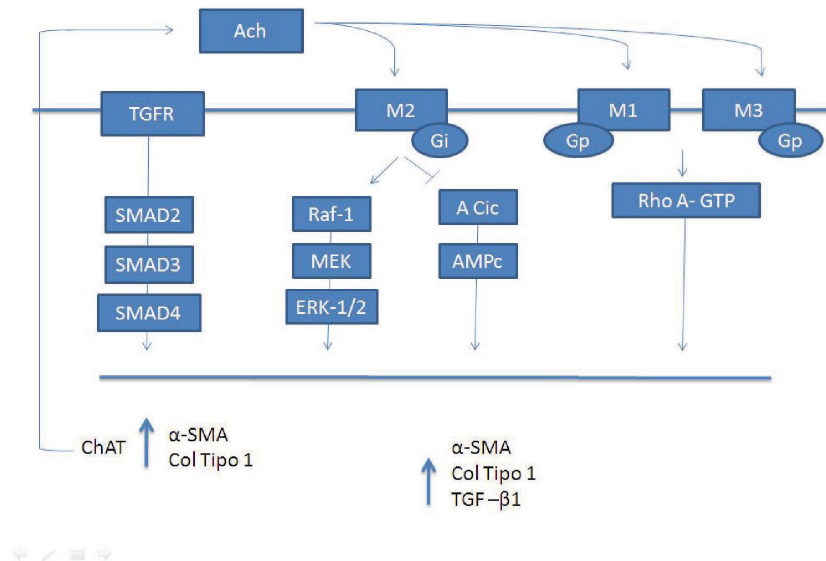 Ach
TGFR
M2
Gi
M1
Gp
M3
Gp
SMAD2
SMAD3
SMAD4
Raf-1
MEK
ERK-1/2
A Cic
AMPc
Rho A- GTP
ChAT
α-SMA
Col Tipo 1
α-SMA
Col Tipo 1
TGF –β1